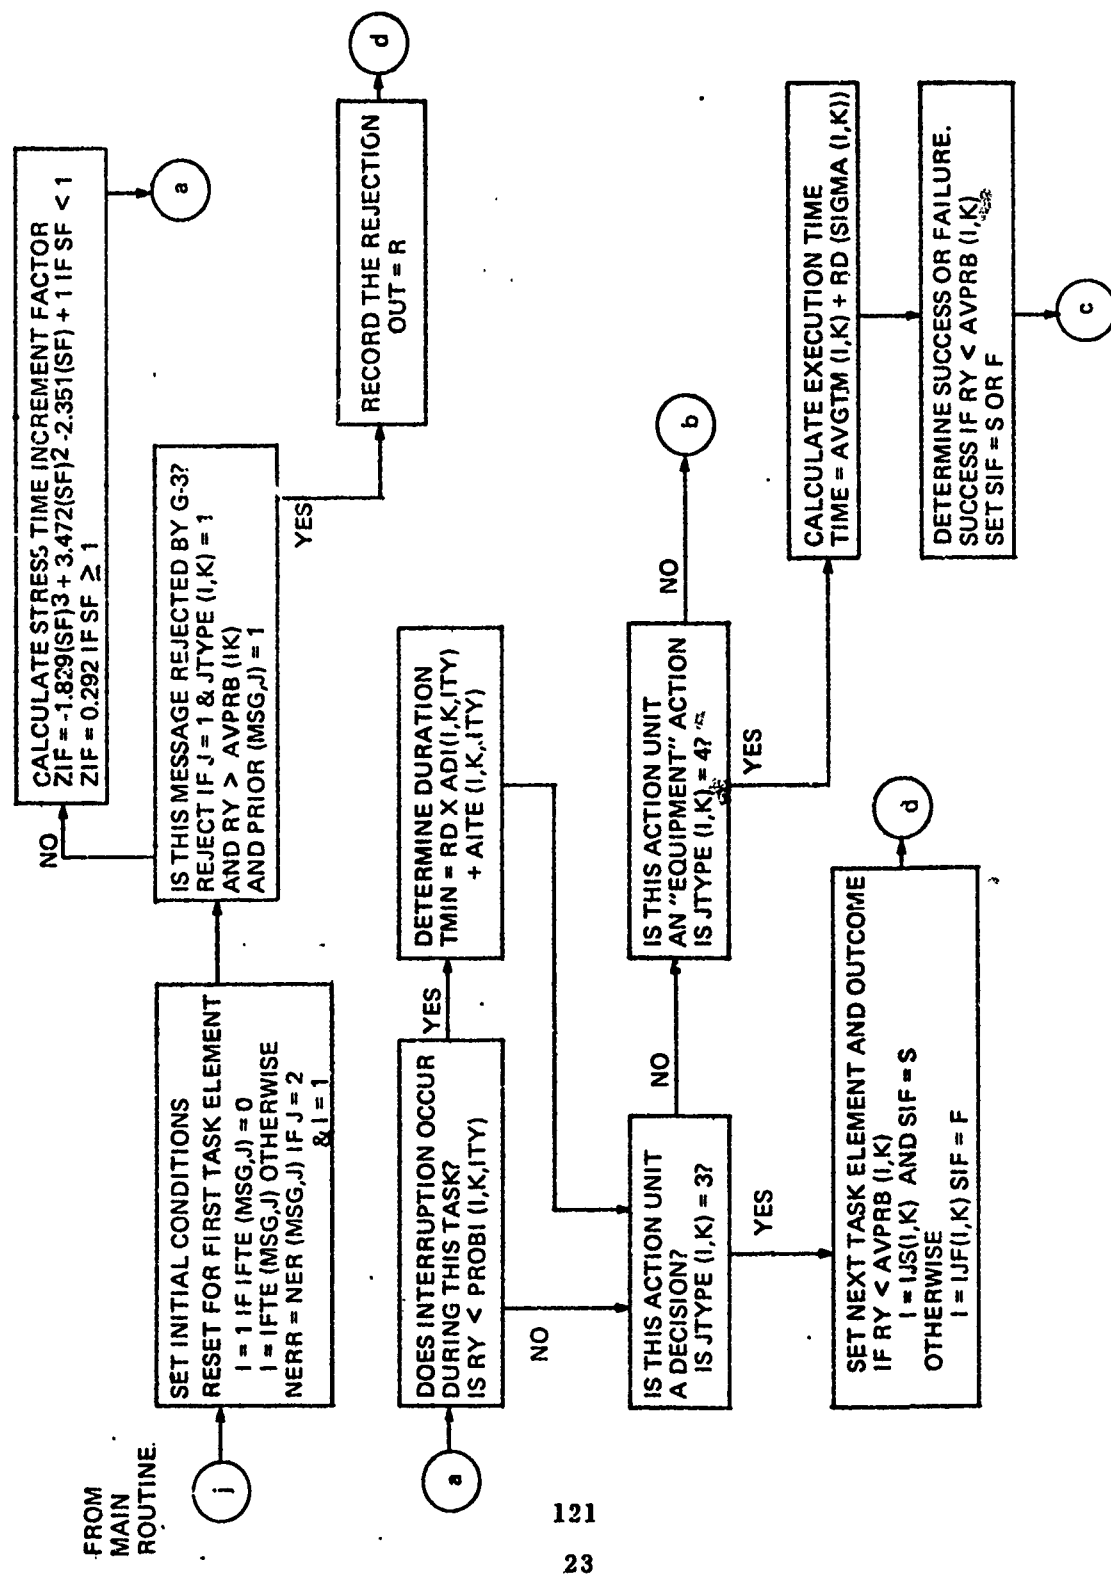 FROM
MAIN
ROUTINE.
j
SET INITIAL CONDITIONS
RESET FOR FIRST TASK ELEMENT
I = 1 IF IFTE (MSG,J) = 0
I = IFTE (MSG,J) OTHERWISE
NERR = NER (MSG,J) IF J = 2
& I = 1
IS THIS MESSAGE REJECTED BY G-3?
REJECT IF J = 1 & JTYPE (I,K) = 1
AND RY > AVPRB (IK)
AND PRIOR (MSG,J) = 1
NO
CALCULATE STRESS TIME INCREMENT FACTOR
ZIF = -1.829(SF)3 + 3.472(SF)2 -2.351(SF) + 1 IF SF < 1
ZIF = 0.292 IF SF ≥ 1
a
YES
RECORD THE REJECTION
OUT = R
d
a
DOES INTERRUPTION OCCUR
DURING THIS TASK?
IS RY < PROBI (I,K,ITY)
YES
DETERMINE DURATION
TMIN = RD X ADI(I,K,ITY)
+ AITE (I,K,ITY)
NO
IS THIS ACTION UNIT
A DECISION?
IS JTYPE (I,K) = 3?
NO
IS THIS ACTION UNIT
AN "EQUIPMENT" ACTION
IS JTYPE (I,K) = 4?
NO
b
YES
CALCULATE EXECUTION TIME
TIME = AVGTM (I,K) + RD (SIGMA (I,K))
DETERMINE SUCCESS OR FAILURE.
SUCCESS IF RY < AVPRB (I,K)
SET SIF = S OR F
c
YES
SET NEXT TASK ELEMENT AND OUTCOME
IF RY < AVPRB (I,K)
I = IJS(I,K) AND SIF = S
OTHERWISE
I = IJF(I,K) SIF = F
d
121
23